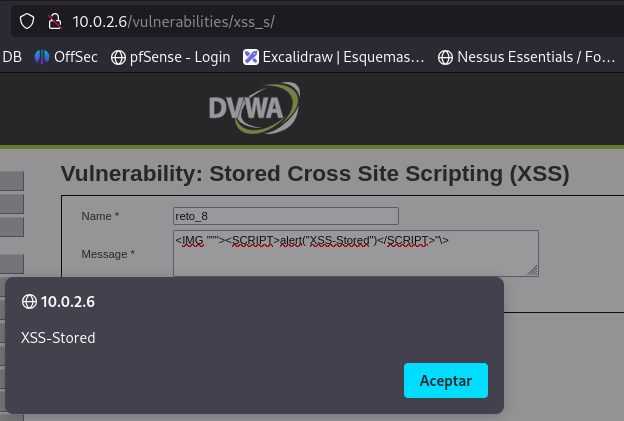 10.0.2.6/vulnerabilities/xss_s/
DB OffSec pfSense - Login Excalidraw | Esquemas… Nessus Essentials / Fo…
DVWA
Vulnerability: Stored Cross Site Scripting (XSS)
Name * reto_8
Message * <IMG """><SCRIPT>alert("XSS-Stored")</SCRIPT>"\>
10.0.2.6
XSS-Stored
Aceptar